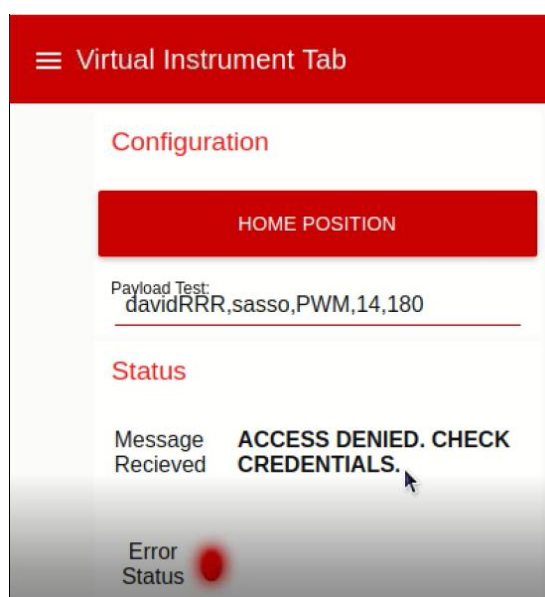 Virtual Instrument Tab
Configuration
HOME POSITION
Payload Test:
davidRRR,sasso,PWM,14,180
Status
Message
Recieved
ACCESS DENIED. CHECK
CREDENTIALS.
Error
Status